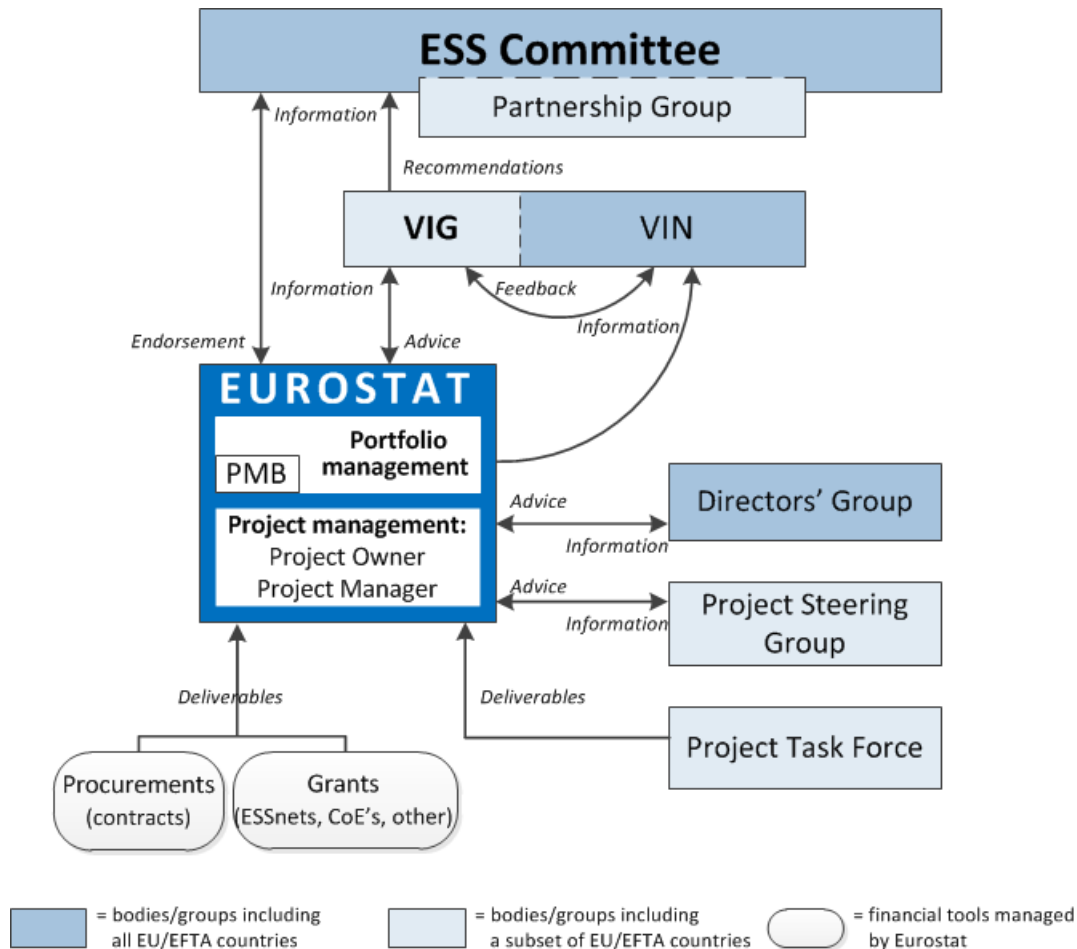 ESS Committee
Partnership Group
Information
Recommendations
VIG
VIN
Information
Feedback
Information
Endorsement
Advice
EUROSTAT
Portfolio
management
PMB
Project management:
Project Owner
Project Manager
Advice
Information
Directors' Group
Advice
Information
Project Steering
Group
Deliverables
Deliverables
Project Task Force
Procurements
(contracts)
Grants
(ESSnets, CoE's, other)
= bodies/groups including
all EU/EFTA countries
= bodies/groups including
a subset of EU/EFTA countries
= financial tools managed
by Eurostat